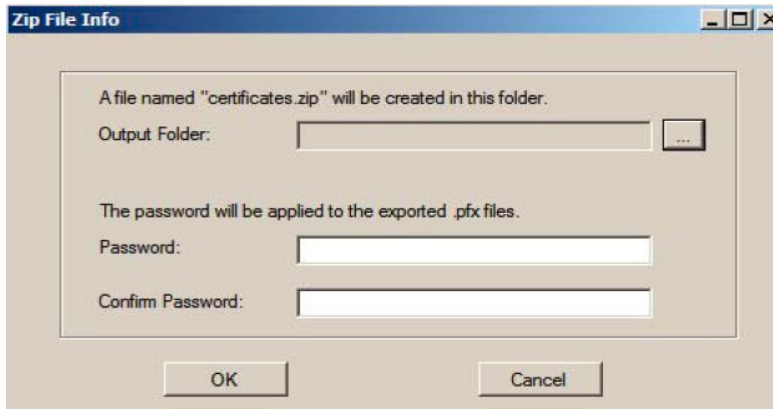 Zip File Info
A file named "certificates.zip" will be created in this folder.
Output Folder:
...
The password will be applied to the exported .pfx files.
Password:
Confirm Password:
OK
Cancel